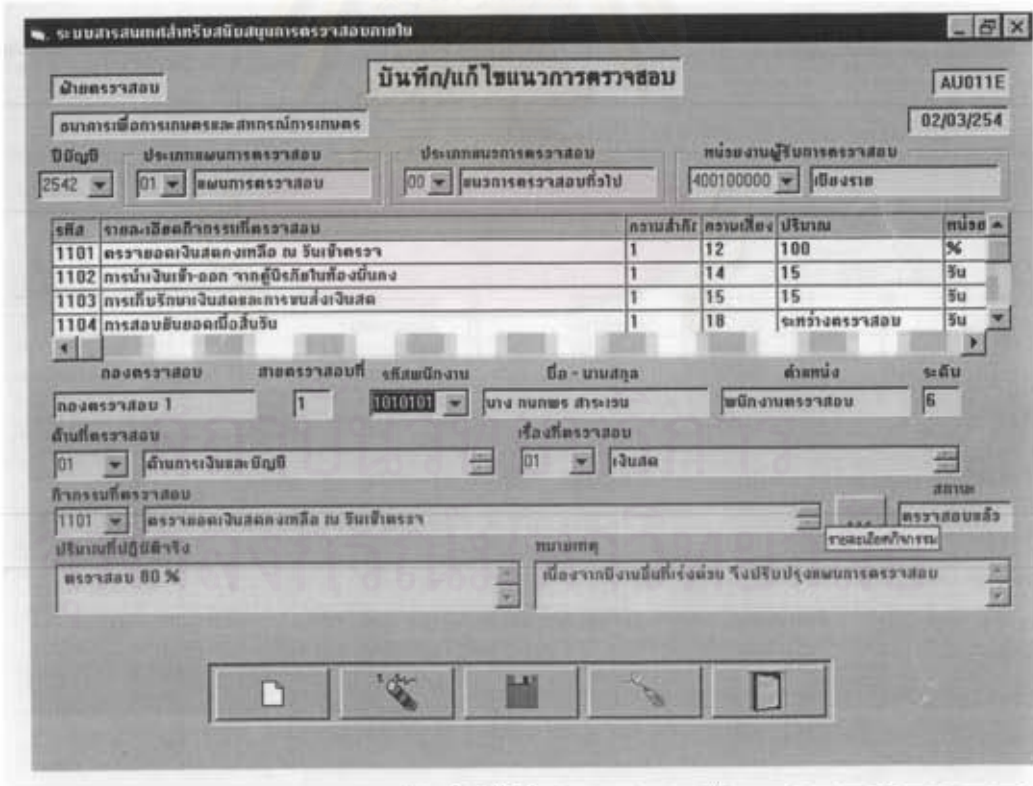 ระบบสารสนเทศสำหรับสนับสนุนการตรวจสอบภายใน
ฝ่ายตรวจสอบ
บันทึก/แก้ไขแนวการตรวจสอบ
AU011E
ธนาคารเพื่อการเกษตรและสหกรณ์การเกษตร
02/03/254
ปีบัญชี ประเภทแผนการตรวจสอบ ประเภทแนวการตรวจสอบ หน่วยงานผู้รับการตรวจสอบ
2542 01 แผนการตรวจสอบ 00 แนวการตรวจสอบทั่วไป 400100000 เชียงราย
รหัส รายละเอียดกิจกรรมที่ตรวจสอบ ความสำคัญ ความเสี่ยง ปริมาณ หน่วย
1101 ตรวจยอดเงินสดคงเหลือ ณ วันเข้าตรวจ 1 12 100 %
1102 การนำเงินเข้า-ออก จากตู้นิรภัยในห้องมั่นคง 1 14 15 วัน
1103 การเก็บรักษาเงินสดและการขนส่งเงินสด 1 15 15 วัน
1104 การสอบยันยอดเมื่อสิ้นวัน 1 18 ระหว่างตรวจสอบ วัน
กองตรวจสอบ สายตรวจสอบที่ รหัสพนักงาน ชื่อ - นามสกุล ตำแหน่ง ระดับ
กองตรวจสอบ 1 1 1010101 นาง กนกพร สาระเวน พนักงานตรวจสอบ 6
ด้านที่ตรวจสอบ เรื่องที่ตรวจสอบ
01 ด้านการเงินและบัญชี 01 เงินสด
กิจกรรมที่ตรวจสอบ สถานะ
1101 ตรวจยอดเงินสดคงเหลือ ณ วันเข้าตรวจ ... ตรวจสอบแล้ว
รายละเอียดกิจกรรม
ปริมาณที่ปฏิบัติจริง หมายเหตุ
ตรวจสอบ 80 % เนื่องจากมีงานอื่นที่เร่งด่วน จึงปรับปรุงแผนการตรวจสอบ